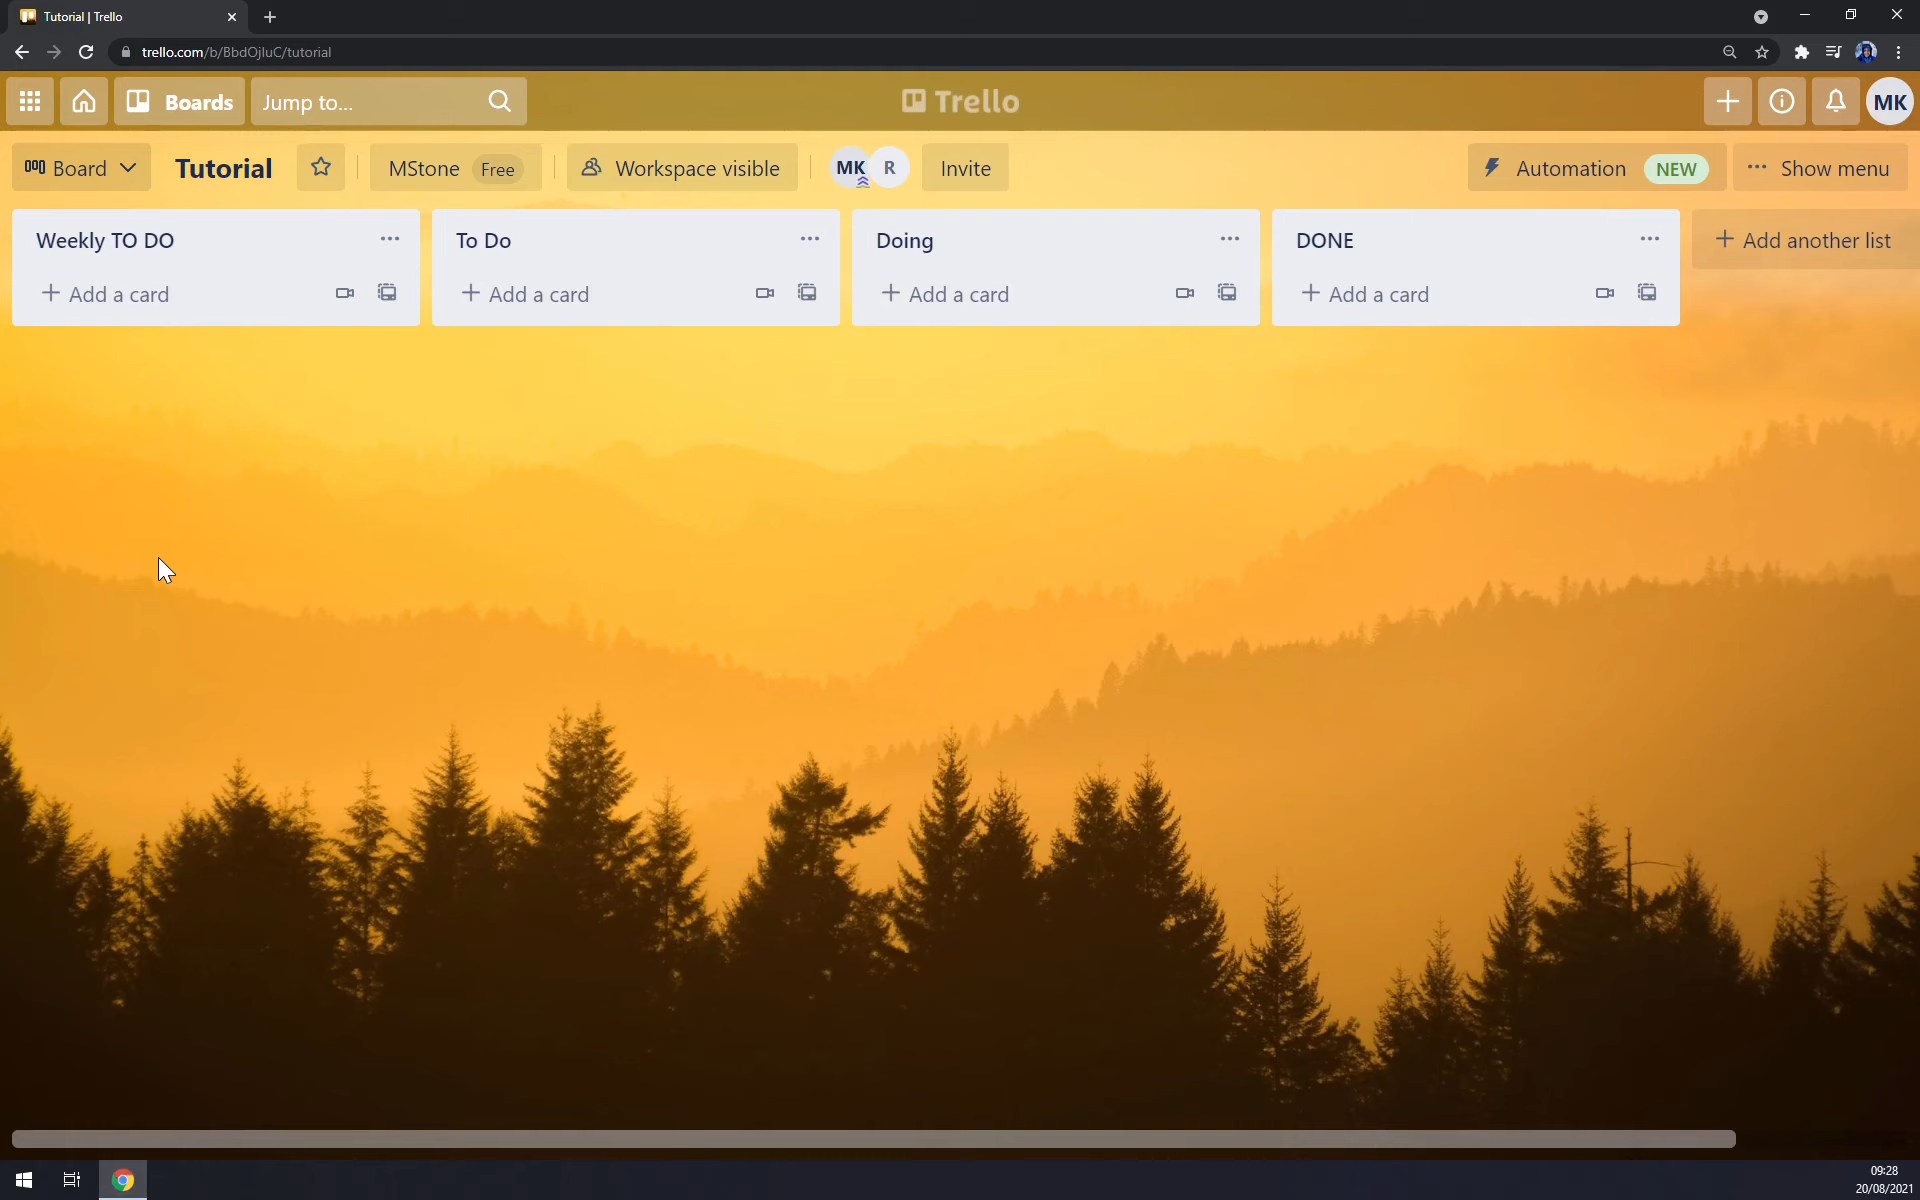 Tutorial | Trello
trello.com/b/BbdOjluC/tutorial
Boards
Jump to...
Trello
MK
Board
Tutorial
MStone Free
Workspace visible
MK R
Invite
Automation NEW
Show menu
Weekly TO DO
Add a card
To Do
Add a card
Doing
Add a card
DONE
Add a card
Add another list
09:28
20/08/2021